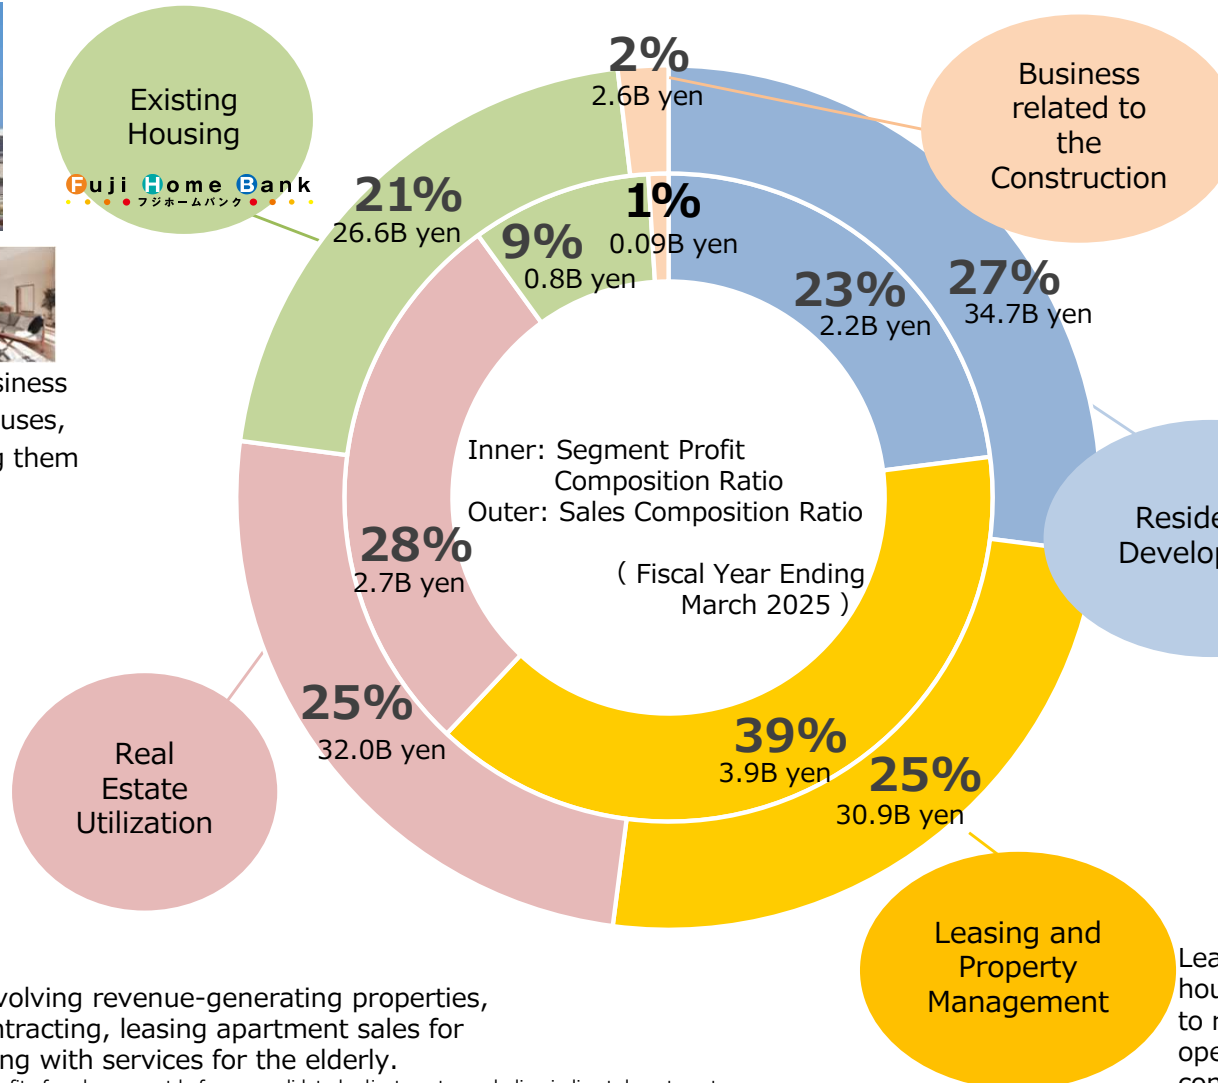 Existing
Housing
Fuji Home Bank
フジホームバンク
2%
2.6B yen
Business
related to
the
Construction
21%
26.6B yen
9%
0.8B yen
1%
0.09B yen
23%
2.2B yen
27%
34.7B yen
siness
uses,
g them
Inner: Segment Profit
Composition Ratio
Outer: Sales Composition Ratio
( Fiscal Year Ending
March 2025 )
Reside
Develop
28%
2.7B yen
25%
32.0B yen
39%
3.9B yen
25%
30.9B yen
Real
Estate
Utilization
Leasing and
Property
Management
volving revenue-generating properties,
ntracting, leasing apartment sales for
ing with services for the elderly.
Lea
hou
to
ope